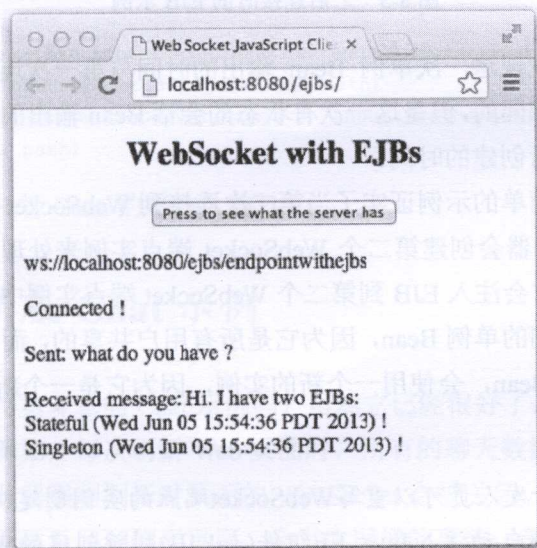 Web Socket JavaScript Clie
localhost:8080/ejbs/
WebSocket with EJBs
Press to see what the server has
ws://localhost:8080/ejbs/endpointwithejbs
Connected !
Sent: what do you have ?
Received message: Hi. I have two EJBs:
Stateful (Wed Jun 05 15:54:36 PDT 2013) !
Singleton (Wed Jun 05 15:54:36 PDT 2013) !